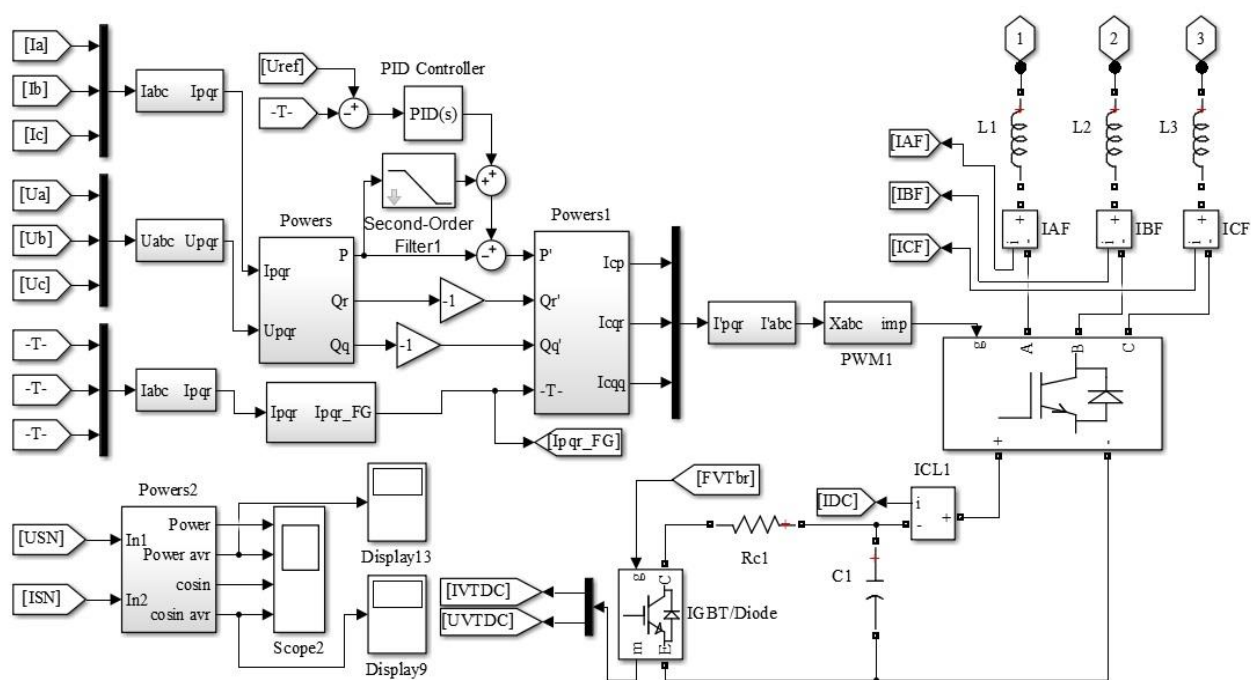 [Ia]
[Ib]
[Ic]
Iabc Ipqr
[Uref]
-T-
PID Controller
PID(s)
Second-Order
Filter1
[Ua]
[Ub]
[Uc]
Uabc Upqr
Powers
Ipqr
Upqr
P
Qr
Qq
-1
-1
Powers1
P'
Qr'
Qq'
-T-
Icp
Icqr
Icqq
-T-
-T-
-T-
Iabc Ipqr
Ipqr Ipqr_FG
[Ipqr_FG]
I'pqr I'abc
Xabc imp
PWM1
1
2
3
L1
L2
L3
[IAF]
[IBF]
[ICF]
+
i -
IAF
+
i -
IBF
+
i -
ICF
g A B C
+ -
ICL1
i
- +
[IDC]
[FVTbr]
Rc1
+
C1
+
g C
m E
IGBT/Diode
[IVTDC]
[UVTDC]
[USN]
[ISN]
Powers2
In1
In2
Power
Power avr
cosin
cosin avr
Scope2
Display13
Display9